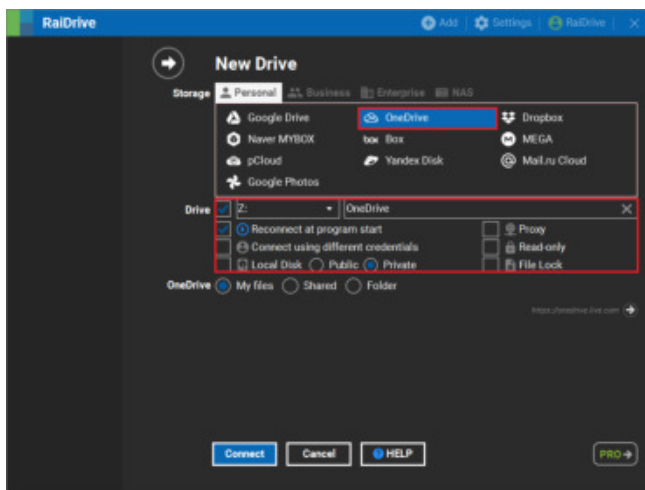 RaiDrive Add Settings RaiDrive
New Drive
Storage Personal Business Enterprise NAS
Google Drive OneDrive Dropbox
Naver MYBOX box Box MEGA
pCloud Yandex Disk Mail.ru Cloud
Google Photos
Drive Z: OneDrive
Reconnect at program start Proxy
Connect using different credentials Read-only
Local Disk Public Private File Lock
OneDrive My files Shared Folder
https://onedrive.live.com
Connect Cancel HELP PRO